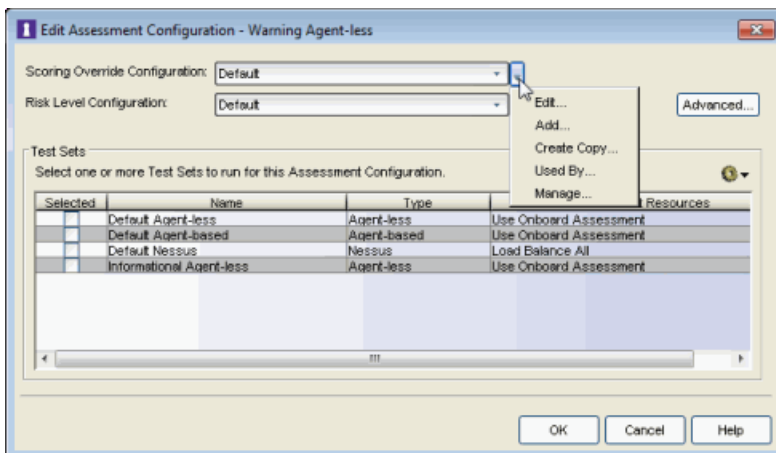 Edit Assessment Configuration - Warning Agent-less
Scoring Override Configuration: Default
Risk Level Configuration: Default Advanced...
Edit...
Add...
Create Copy...
Used By...
Manage...
Test Sets
Select one or more Test Sets to run for this Assessment Configuration.
Selected Name Type Resources
Default Agent-less Agent-less Use Onboard Assessment
Default Agent-based Agent-based Use Onboard Assessment
Default Nessus Nessus Load Balance All
Informational Agent-less Agent-less Use Onboard Assessment
OK Cancel Help